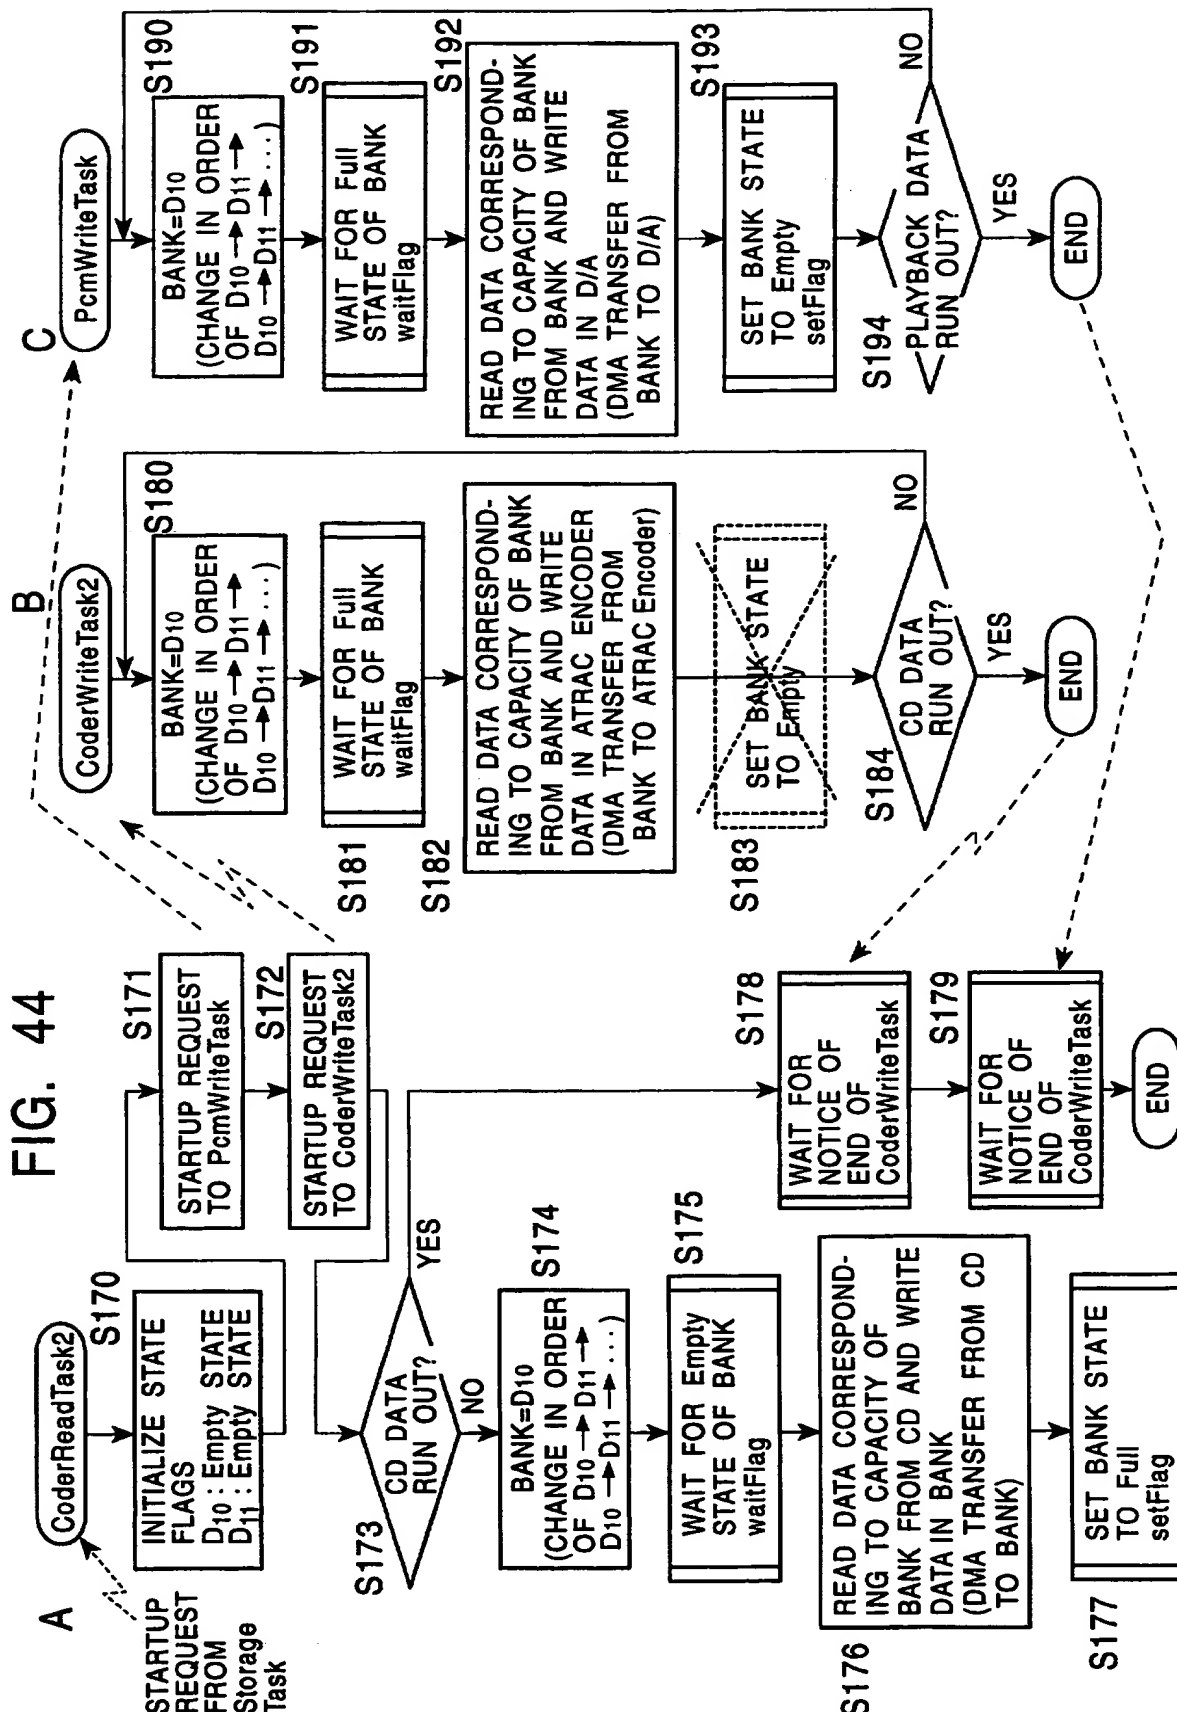 FIG. 44
A
STARTUP
REQUEST
FROM
Storage
Task
CoderReadTask2
S170
INITIALIZE STATE
FLAGS
D10 : Empty STATE
D11 : Empty STATE
S171
STARTUP REQUEST
TO PcmWriteTask
S172
STARTUP REQUEST
TO CoderWriteTask2
S173
CD DATA
RUN OUT?
YES
NO
S174
BANK=D10
(CHANGE IN ORDER
OF D10 → D11 →
D10 → D11 → ....)
S175
WAIT FOR Empty
STATE OF BANK
waitFlag
S176
READ DATA CORRESPOND-
ING TO CAPACITY OF
BANK FROM CD AND WRITE
DATA IN BANK
(DMA TRANSFER FROM CD
TO BANK)
S177
SET BANK STATE
TO Full
setFlag
S178
WAIT FOR
NOTICE OF
END OF
CoderWriteTask
S179
WAIT FOR
NOTICE OF
END OF
CoderWriteTask
END
B
CoderWriteTask2
S180
BANK=D10
(CHANGE IN ORDER
OF D10 → D11 →
D10 → D11 → ....)
S181
WAIT FOR Full
STATE OF BANK
waitFlag
S182
READ DATA CORRESPOND-
ING TO CAPACITY OF BANK
FROM BANK AND WRITE
DATA IN ATRAC ENCODER
(DMA TRANSFER FROM
BANK TO ATRAC Encoder)
S183
SET BANK STATE
TO Empty
S184
CD DATA
RUN OUT?
NO
YES
END
C
PcmWriteTask
S190
BANK=D10
(CHANGE IN ORDER
OF D10 → D11 →
D10 → D11 → ....)
S191
WAIT FOR Full
STATE OF BANK
waitFlag
S192
READ DATA CORRESPOND-
ING TO CAPACITY OF BANK
FROM BANK AND WRITE
DATA IN D/A
(DMA TRANSFER FROM
BANK TO D/A)
S193
SET BANK STATE
TO Empty
setFlag
S194
PLAYBACK DATA
RUN OUT?
NO
YES
END